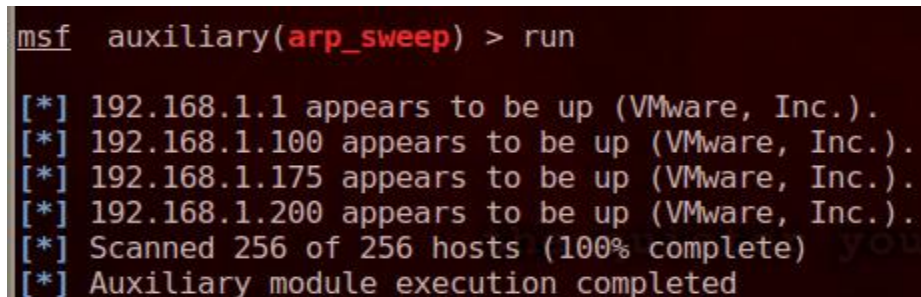 msf  auxiliary(arp_sweep) > run
[*] 192.168.1.1 appears to be up (VMware, Inc.).
[*] 192.168.1.100 appears to be up (VMware, Inc.).
[*] 192.168.1.175 appears to be up (VMware, Inc.).
[*] 192.168.1.200 appears to be up (VMware, Inc.).
[*] Scanned 256 of 256 hosts (100% complete)
[*] Auxiliary module execution completed